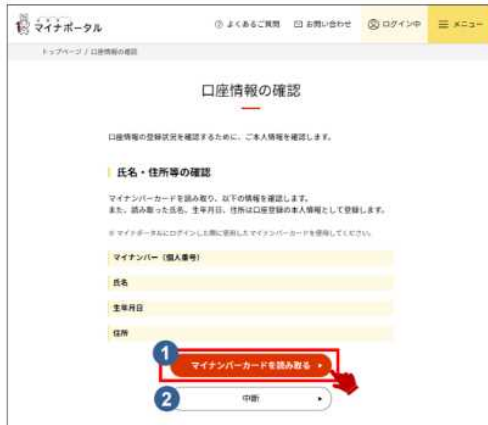 マイナポータル
よくあるご質問 お問い合わせ ログイン中 メニュー
トップページ / 口座情報の確認
口座情報の確認
口座情報の登録状況を確認するために、ご本人情報を確認します。
氏名・住所等の確認
マイナンバーカードを読み取り、以下の情報を確認します。
また、読み取った氏名、生年月日、住所は口座登録の本人情報として登録します。
※ マイナポータルにログインした際に使用したマイナンバーカードを使用してください。
マイナンバー（個人番号）
氏名
生年月日
住所
1 マイナンバーカードを読み取る
2 中断